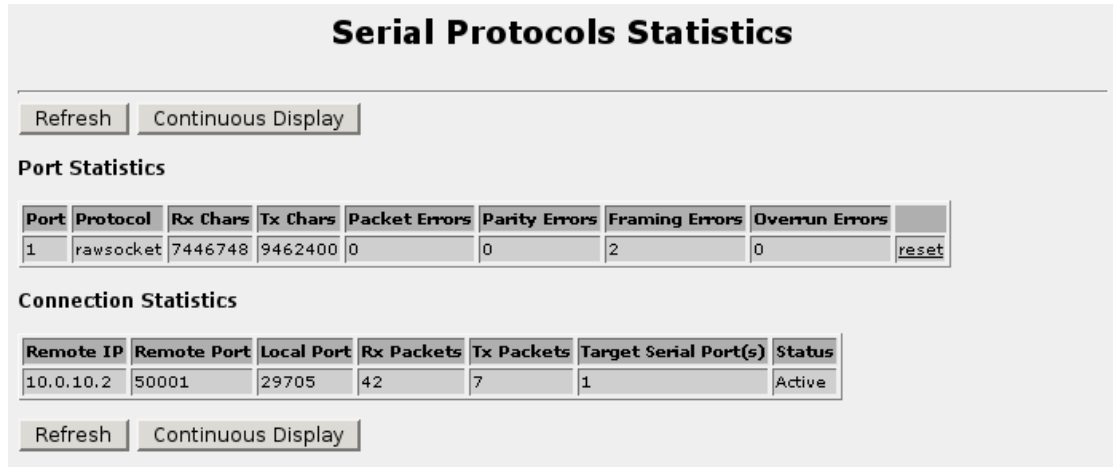 Serial Protocols Statistics
Refresh Continuous Display
Port Statistics
Port Protocol Rx Chars Tx Chars Packet Errors Parity Errors Framing Errors Overrun Errors
1 rawsocket 7446748 9462400 0 0 2 0 reset
Connection Statistics
Remote IP Remote Port Local Port Rx Packets Tx Packets Target Serial Port(s) Status
10.0.10.2 50001 29705 42 7 1 Active
Refresh Continuous Display